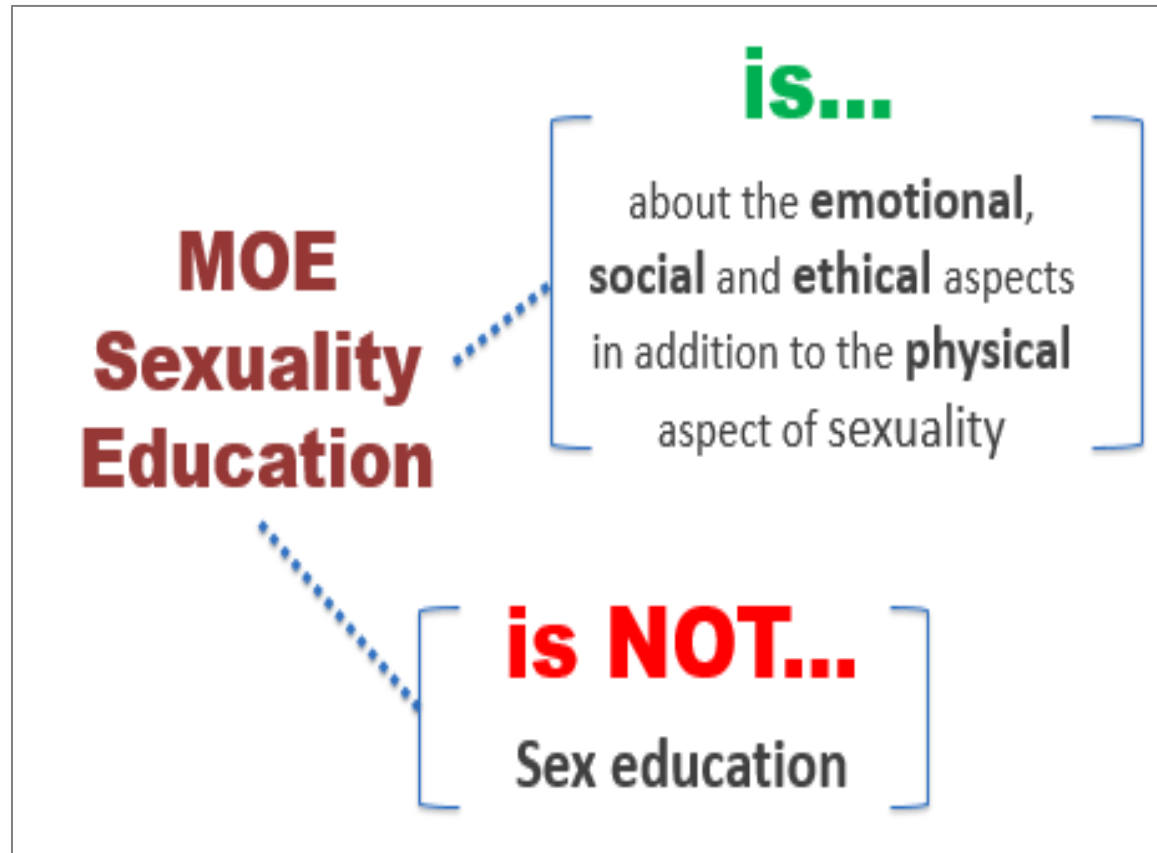 MOE
Sexuality
Education
is...
about the emotional,
social and ethical aspects
in addition to the physical
aspect of sexuality
is NOT...
Sex education